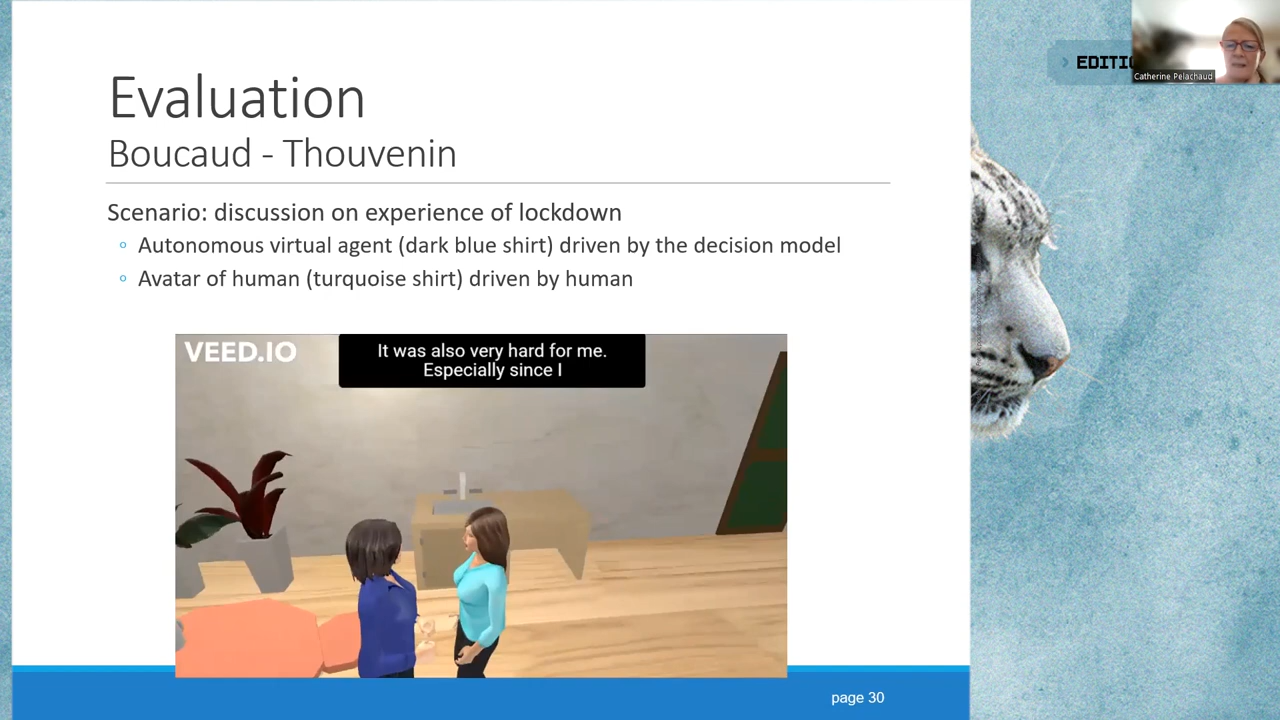 Evaluation
Boucaud - Thouvenin
Scenario: discussion on experience of lockdown
Autonomous virtual agent (dark blue shirt) driven by the decision model
Avatar of human (turquoise shirt) driven by human
VEED.IO
It was also very hard for me.
Especially since I
page 30
EDITIO
Catherine Pelachaud